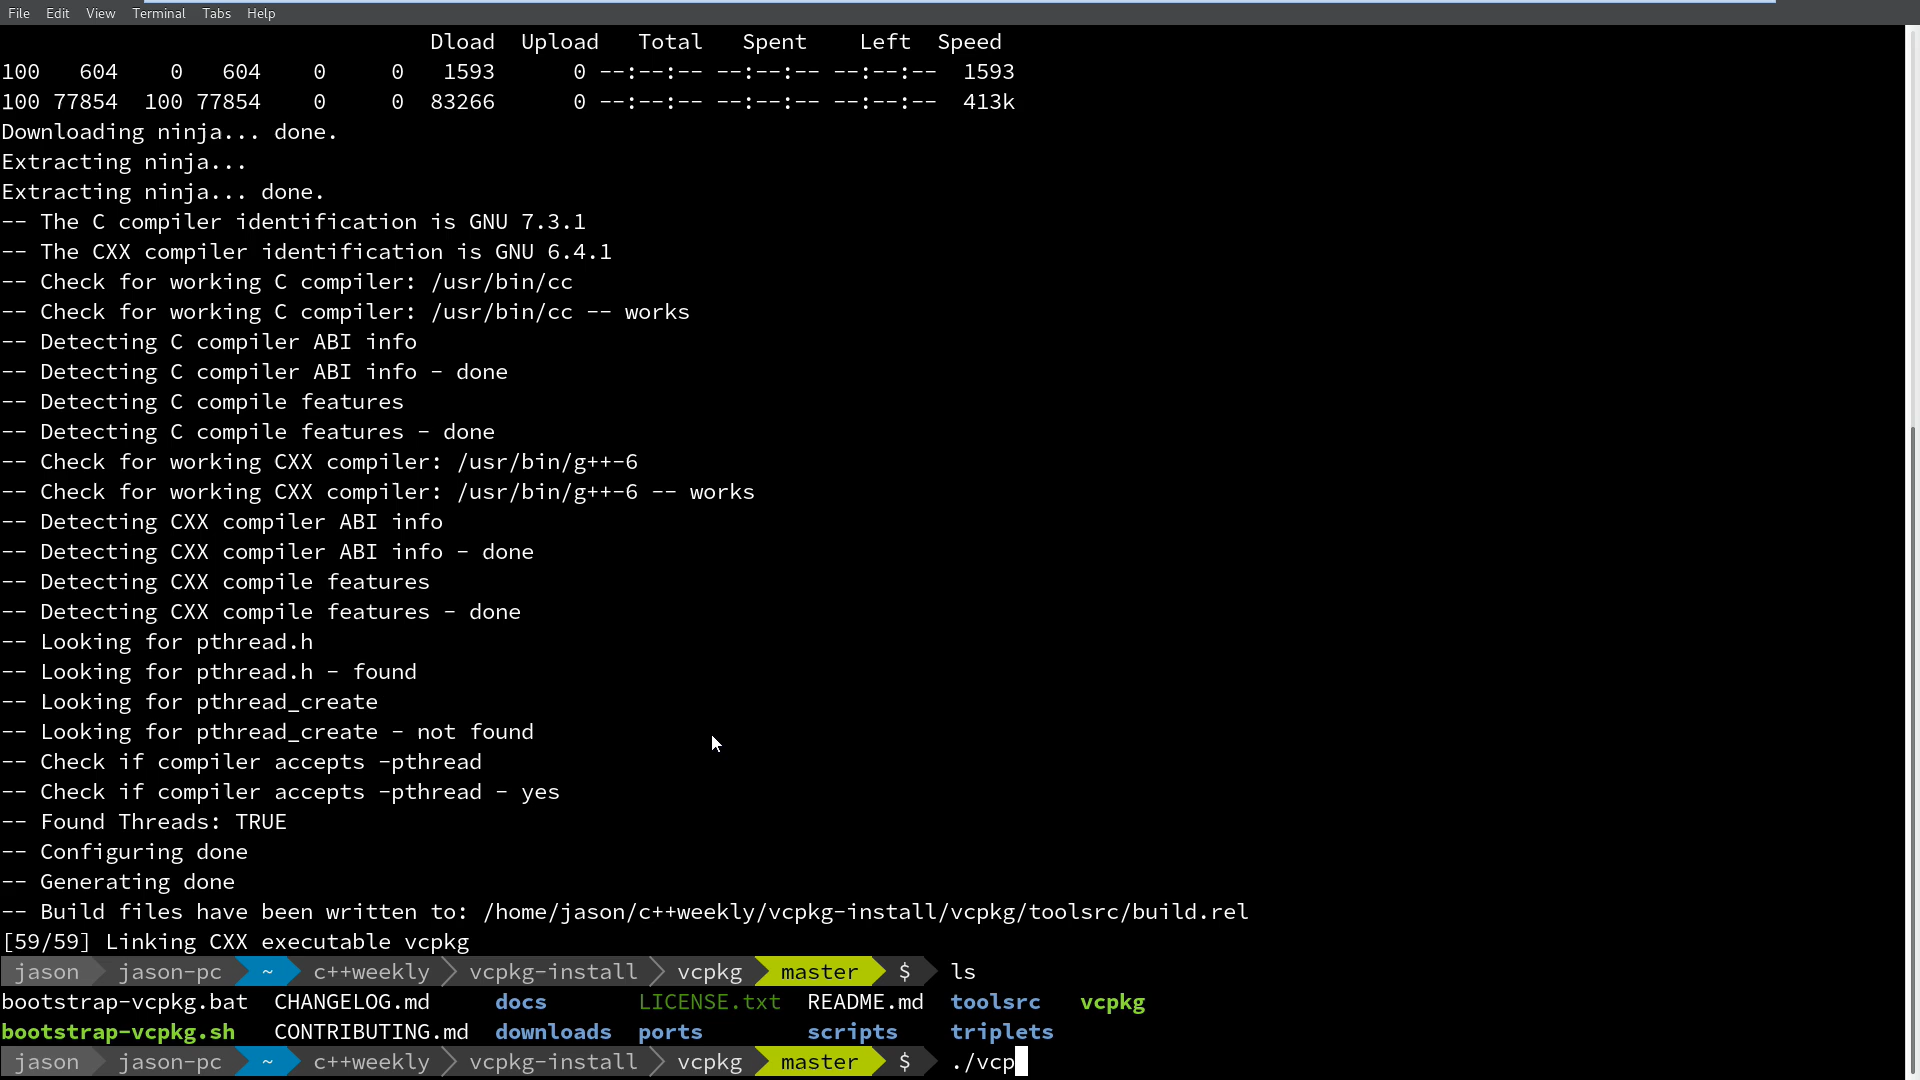 File Edit View Terminal Tabs Help
Dload Upload Total Spent Left Speed
100 604 0 604 0 0 1593 0 --:--:-- --:--:-- --:--:-- 1593
100 77854 100 77854 0 0 83266 0 --:--:-- --:--:-- --:--:-- 413k
Downloading ninja... done.
Extracting ninja...
Extracting ninja... done.
-- The C compiler identification is GNU 7.3.1
-- The CXX compiler identification is GNU 6.4.1
-- Check for working C compiler: /usr/bin/cc
-- Check for working C compiler: /usr/bin/cc -- works
-- Detecting C compiler ABI info
-- Detecting C compiler ABI info - done
-- Detecting C compile features
-- Detecting C compile features - done
-- Check for working CXX compiler: /usr/bin/g++-6
-- Check for working CXX compiler: /usr/bin/g++-6 -- works
-- Detecting CXX compiler ABI info
-- Detecting CXX compiler ABI info - done
-- Detecting CXX compile features
-- Detecting CXX compile features - done
-- Looking for pthread.h
-- Looking for pthread.h - found
-- Looking for pthread_create
-- Looking for pthread_create - not found
-- Check if compiler accepts -pthread
-- Check if compiler accepts -pthread - yes
-- Found Threads: TRUE
-- Configuring done
-- Generating done
-- Build files have been written to: /home/jason/c++weekly/vcpkg-install/vcpkg/toolsrc/build.rel
[59/59] Linking CXX executable vcpkg
jason jason-pc ~ c++weekly vcpkg-install vcpkg master $ ls
bootstrap-vcpkg.bat CHANGELOG.md docs LICENSE.txt README.md toolsrc vcpkg
bootstrap-vcpkg.sh CONTRIBUTING.md downloads ports scripts triplets
jason jason-pc ~ c++weekly vcpkg-install vcpkg master $ ./vcp